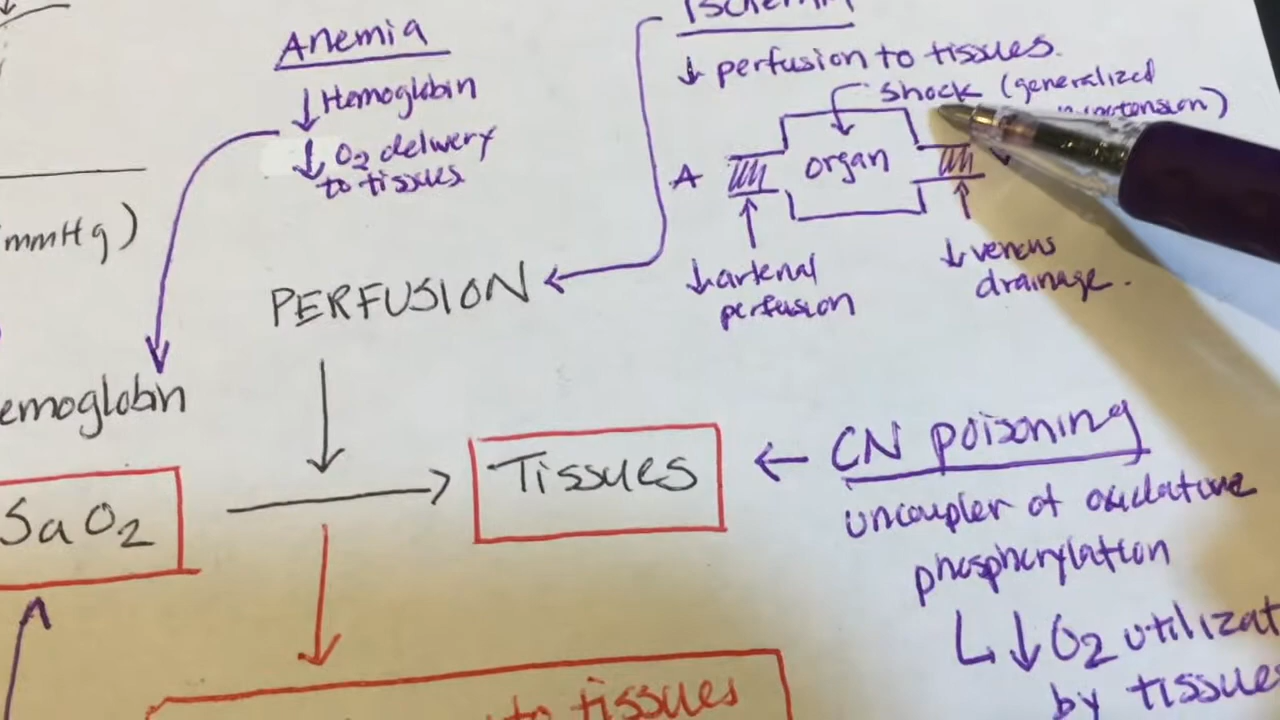 Anemia
↓ Hemoglobin
↓ O2 delivery
to tissues
↓ perfusion to tissues.
shock (generalized
A
organ
↓ arterial
perfusion
↓ venous
drainage.
mmHg)
PERFUSION
emoglobin
SaO2
Tissues
← CN poisoning
uncoupler of oxidative
phosphorylation
↳ ↓ O2 utilizat
by tissues
to tissues